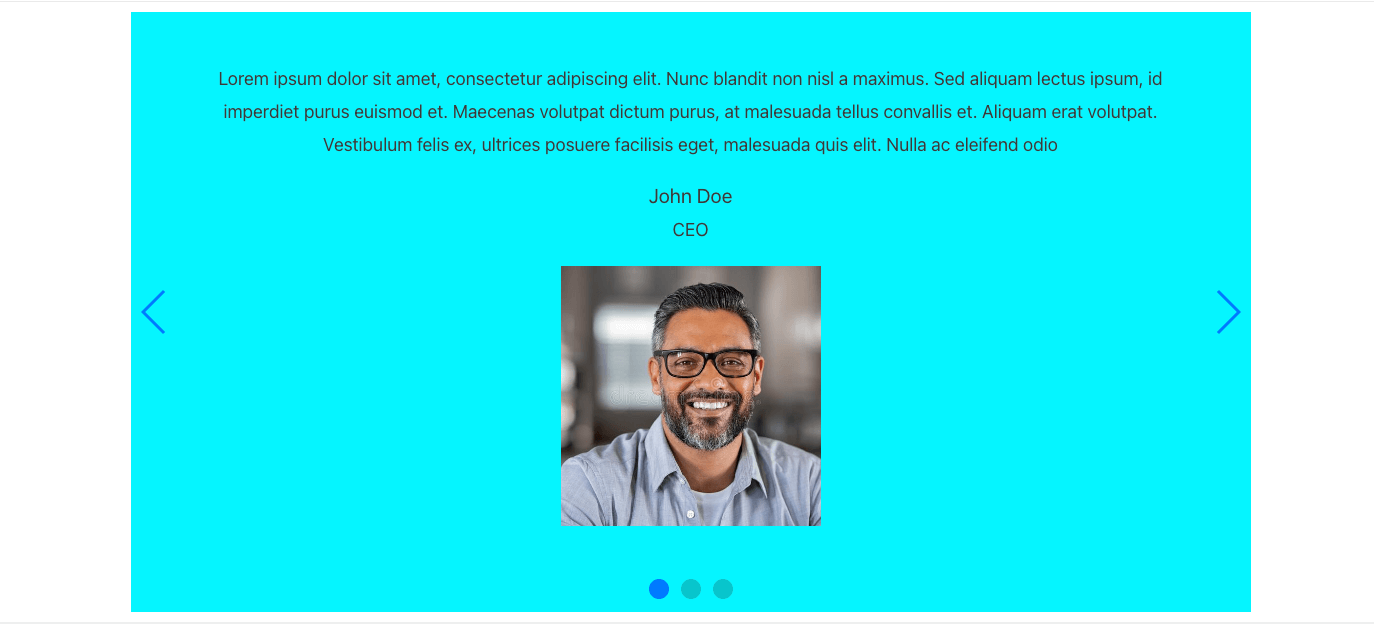 Lorem ipsum dolor sit amet, consectetur adipiscing elit. Nunc blandit non nisl a maximus. Sed aliquam lectus ipsum, id
imperdiet purus euismod et. Maecenas volutpat dictum purus, at malesuada tellus convallis et. Aliquam erat volutpat.
Vestibulum felis ex, ultrices posuere facilisis eget, malesuada quis elit. Nulla ac eleifend odio
John Doe
CEO